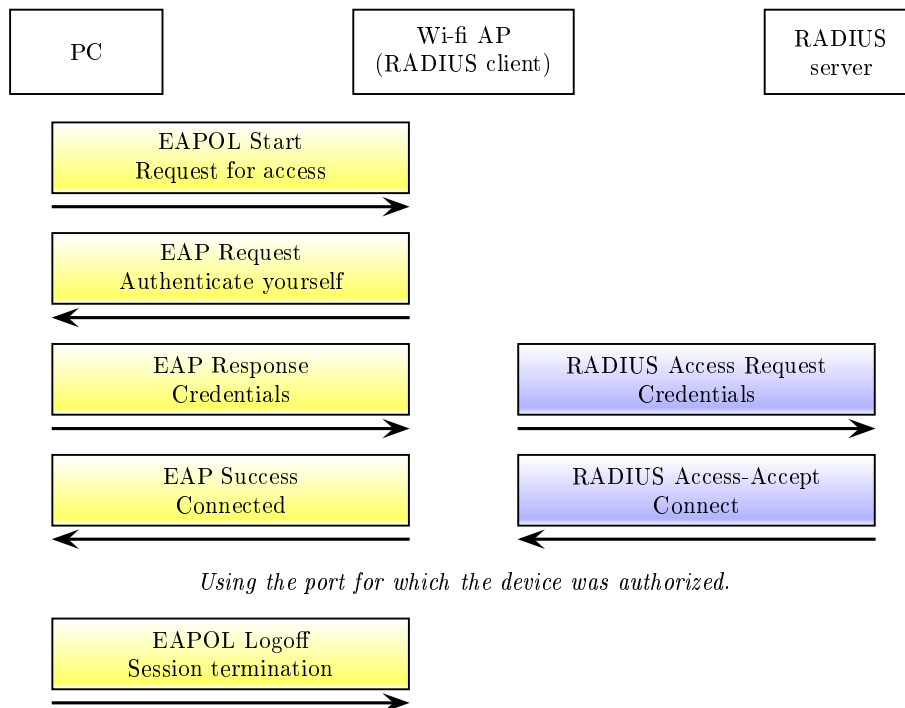 PC
Wi-fi AP
(RADIUS client)
RADIUS
server
EAPOL Start
Request for access
EAP Request
Authenticate yourself
EAP Response
Credentials
RADIUS Access Request
Credentials
EAP Success
Connected
RADIUS Access-Accept
Connect
Using the port for which the device was authorized.
EAPOL Logoff
Session termination